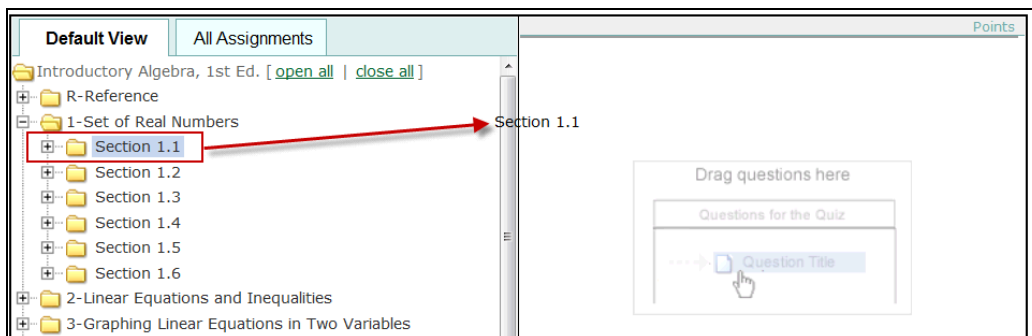 Default View
All Assignments
Points
Introductory Algebra, 1st Ed. [ open all | close all ]
R-Reference
1-Set of Real Numbers
Section 1.1
Section 1.1
Section 1.2
Section 1.3
Section 1.4
Section 1.5
Section 1.6
2-Linear Equations and Inequalities
3-Graphing Linear Equations in Two Variables
Drag questions here
Questions for the Quiz
Question Title